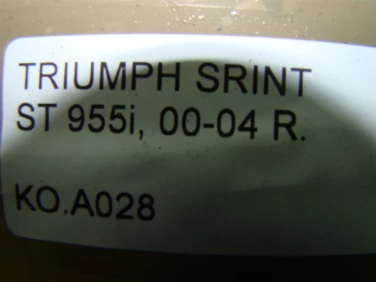 TRIUMPH SRINT
ST 955i, 00-04 R.
KO.A028